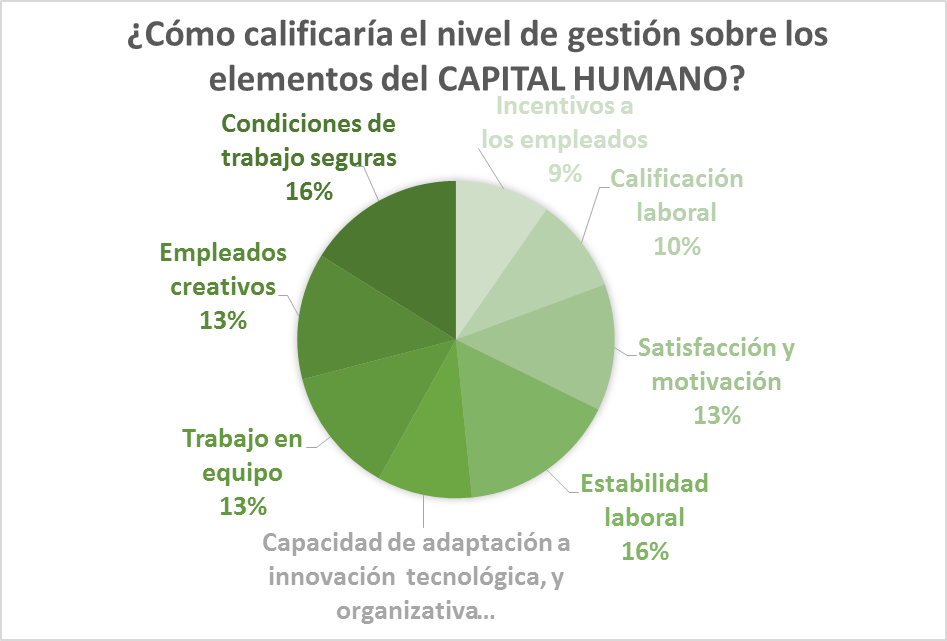 ¿Cómo calificaría el nivel de gestión sobre los
elementos del CAPITAL HUMANO?
Incentivos a
los empleados
9%
Calificación
laboral
10%
Satisfacción y
motivación
13%
Estabilidad
laboral
16%
Capacidad de adaptación a
innovación tecnológica, y
organizativa...
Trabajo en
equipo
13%
Empleados
creativos
13%
Condiciones de
trabajo seguras
16%